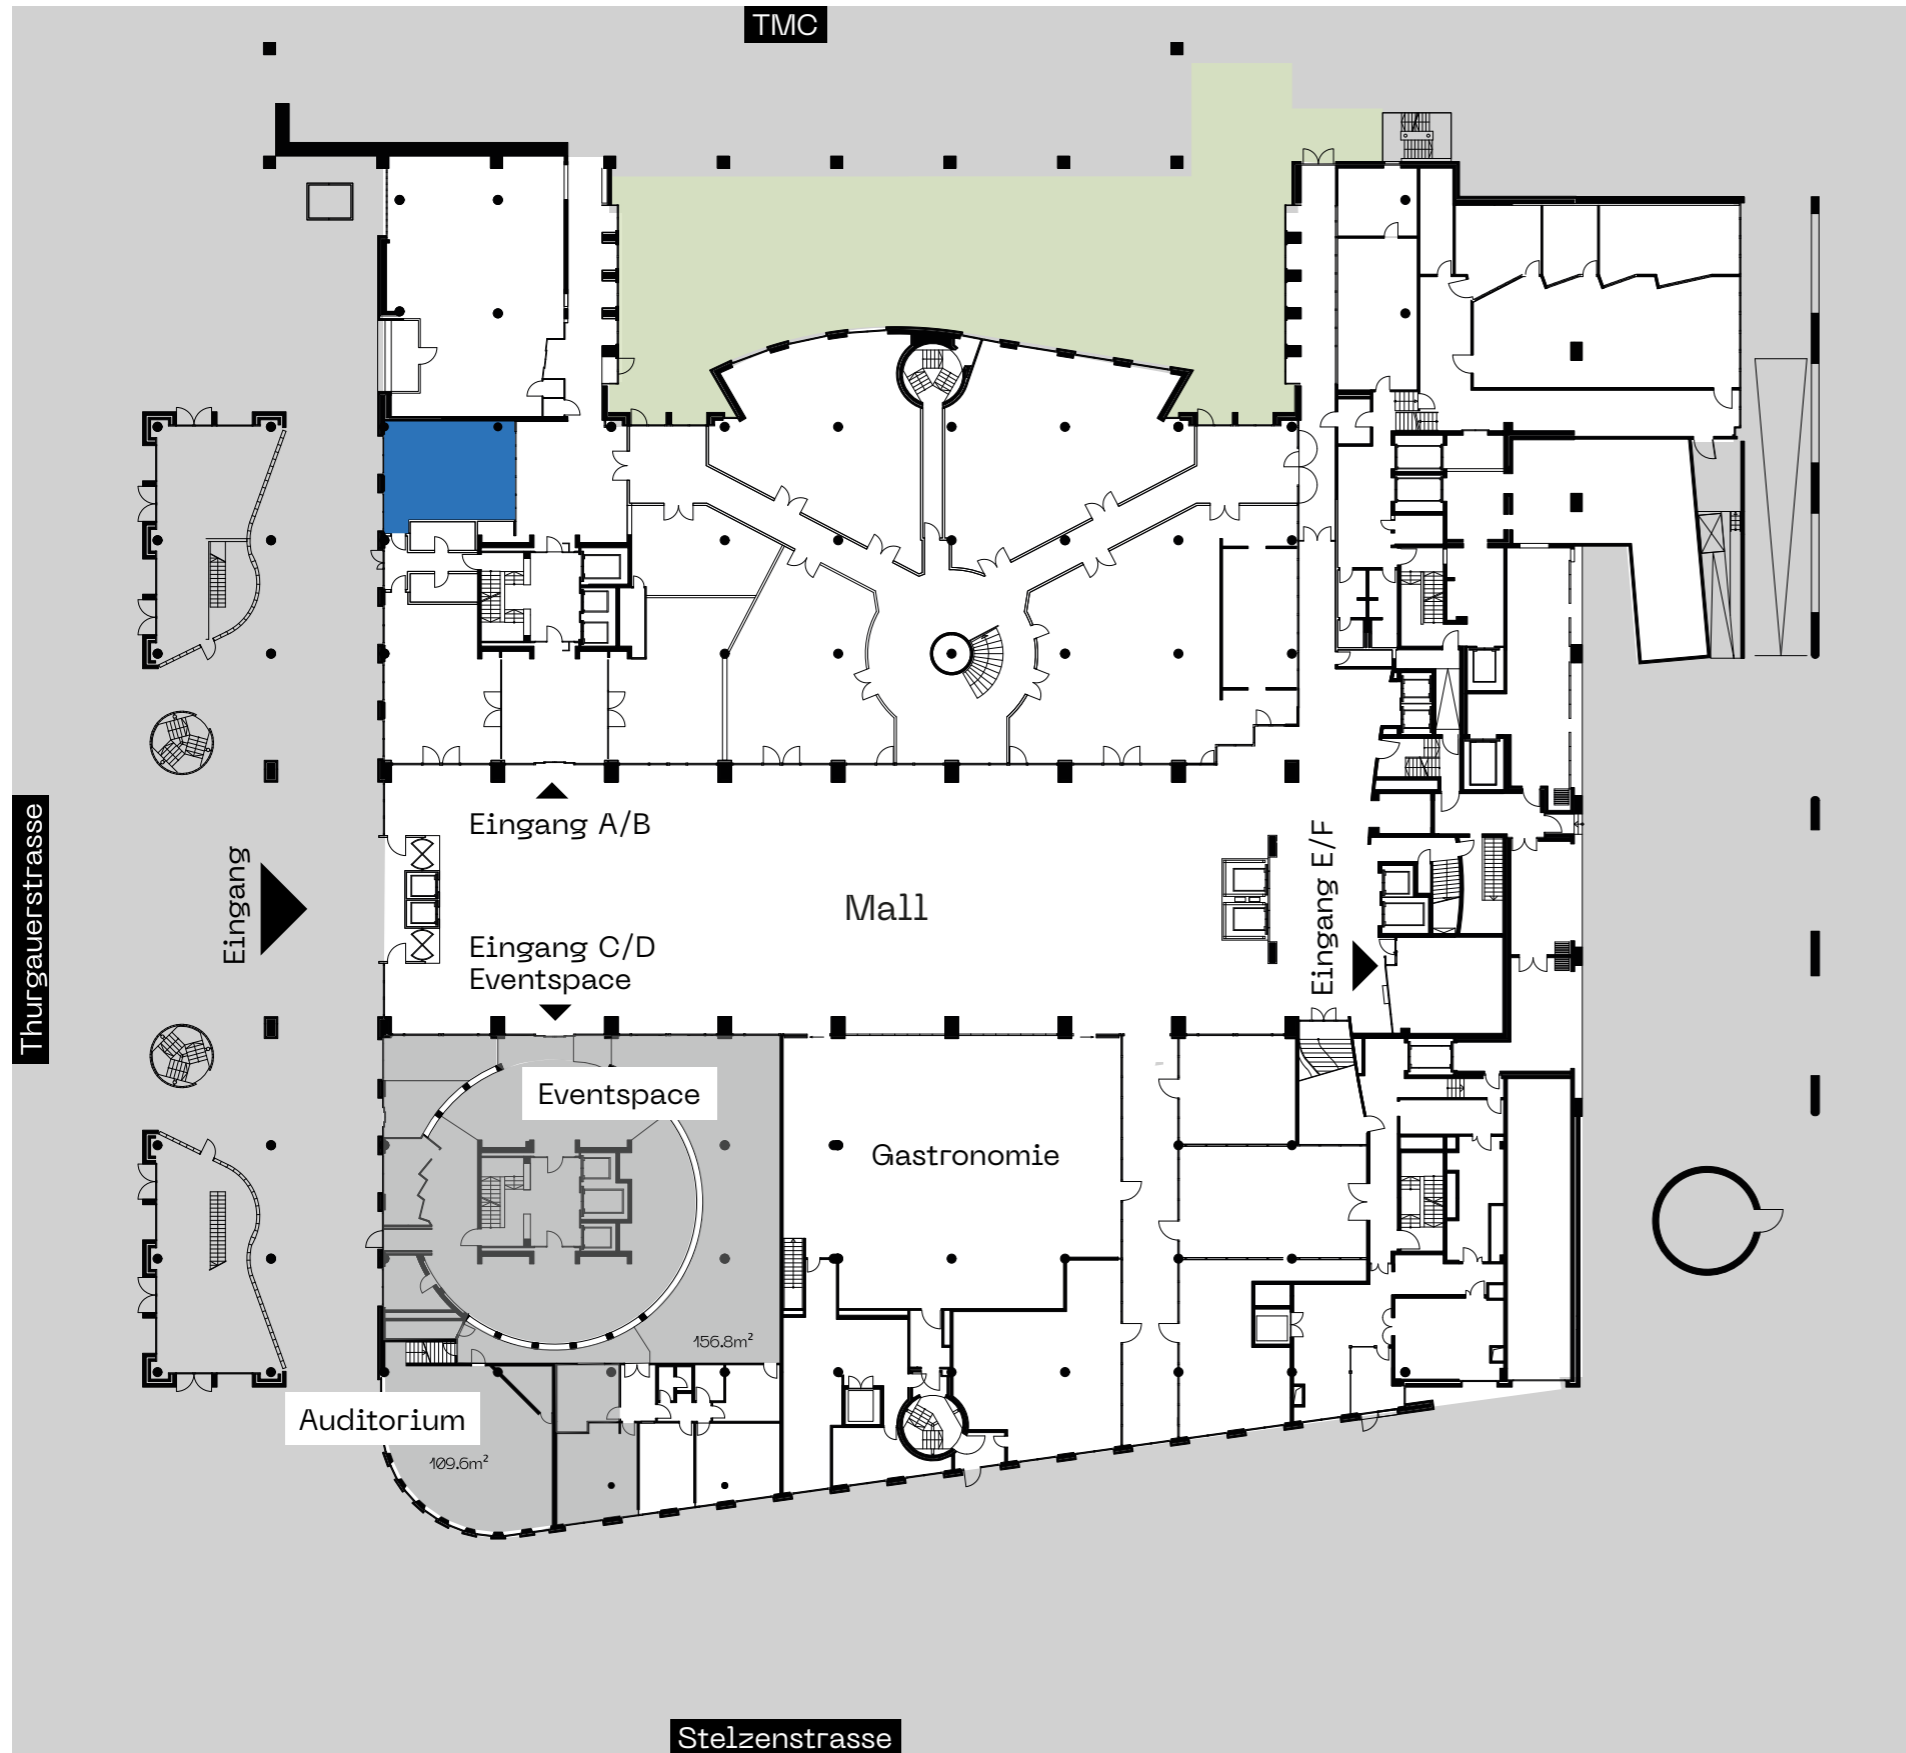 TMC
Eingang A/B
Thurgauerstrasse
Eingang
Mall
Eingang E/F
Eingang C/D
Eventspace
Eventspace
Gastronomie
156.8m²
Auditorium
109.6m²
Stelzenstrasse